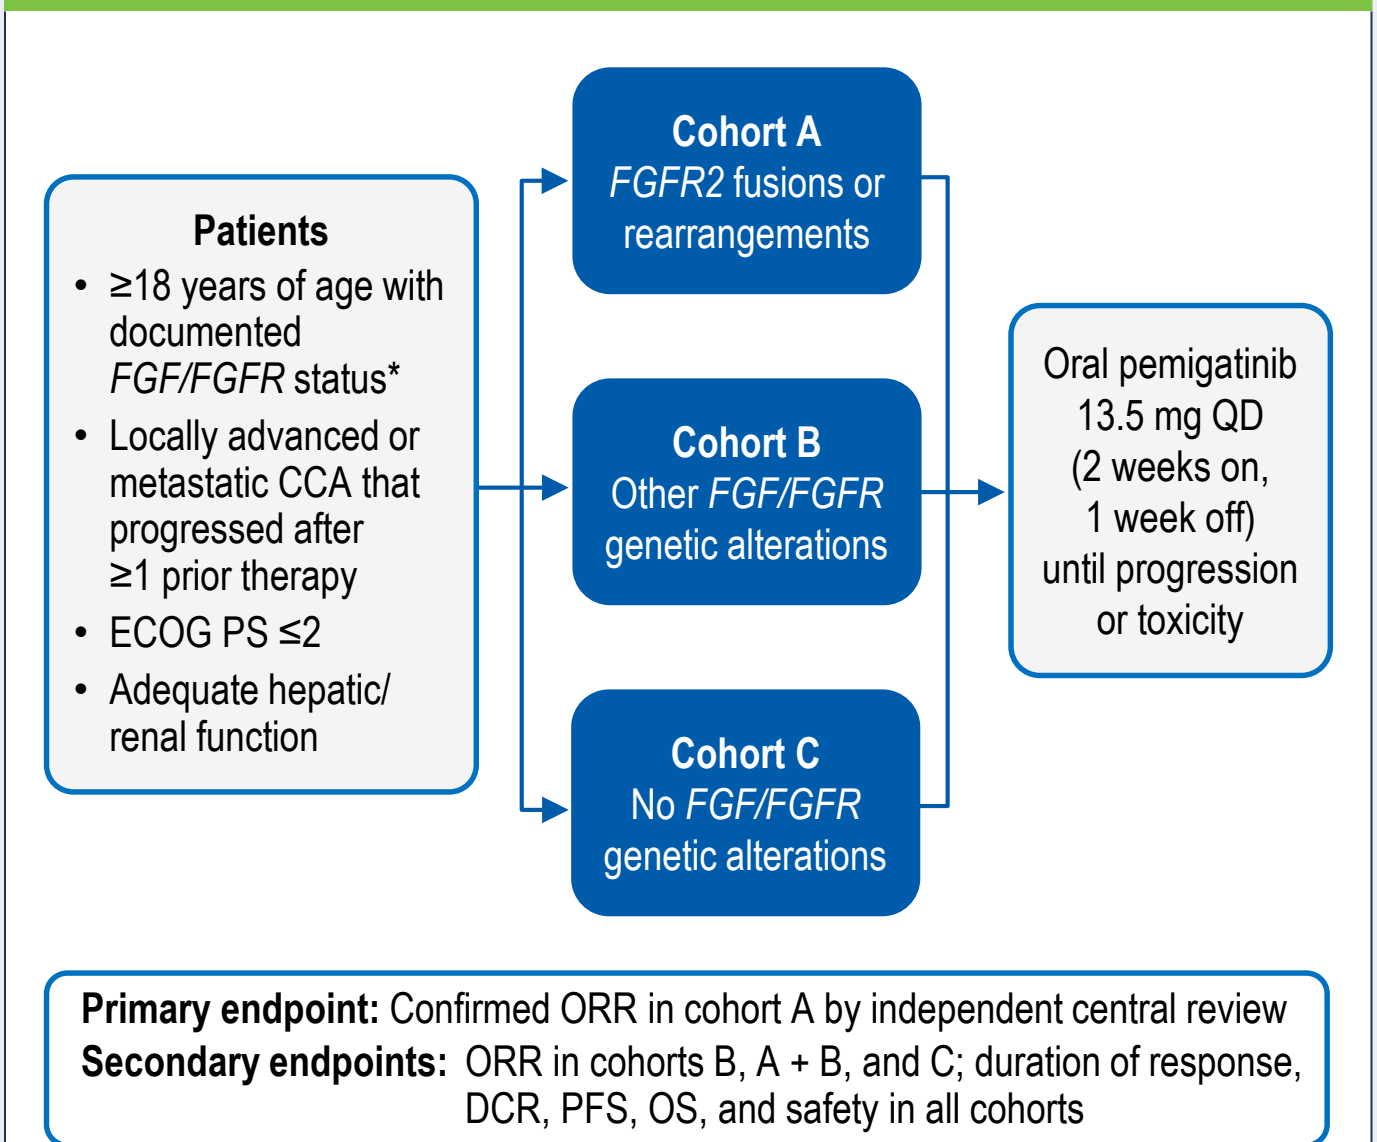 Patients
• ≥18 years of age with
documented
FGF/FGFR status*
• Locally advanced or
metastatic CCA that
progressed after
≥1 prior therapy
• ECOG PS ≤2
• Adequate hepatic/
renal function
Cohort A
FGFR2 fusions or
rearrangements
Cohort B
Other FGF/FGFR
genetic alterations
Cohort C
No FGF/FGFR
genetic alterations
Oral pemigatinib
13.5 mg QD
(2 weeks on,
1 week off)
until progression
or toxicity
Primary endpoint: Confirmed ORR in cohort A by independent central review
Secondary endpoints: ORR in cohorts B, A + B, and C; duration of response,
DCR, PFS, OS, and safety in all cohorts